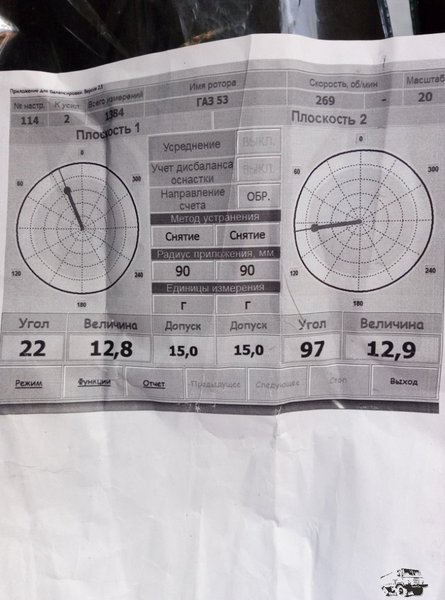 Приложение для балансировки. Версия 2.5
№ настр. К усил Всего измерений Имя ротора Скорость, об/мин Масштаб
114 2 1384 ГАЗ 53 269 - 20
Плоскость 1 Плоскость 2
Усреднение ВЫКЛ.
Учет дисбаланса оснастки ВЫКЛ.
Направление счета ОБР.
Метод устранения
Снятие Снятие
Радиус приложения, мм
90 90
Единицы измерения
г г
0 60 120 180 240 300
0 60 120 180 240 300
Угол Величина Допуск Допуск Угол Величина
22 12,8 15,0 15,0 97 12,9
Режим Функции Отчет Предыдущее Следующее Стоп Выход